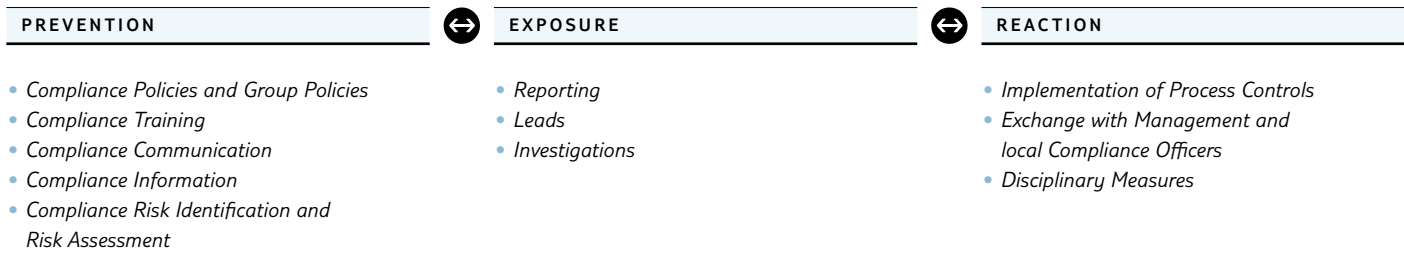 PREVENTION
• Compliance Policies and Group Policies
• Compliance Training
• Compliance Communication
• Compliance Information
• Compliance Risk Identification and
Risk Assessment
EXPOSURE
• Reporting
• Leads
• Investigations
REACTION
• Implementation of Process Controls
• Exchange with Management and
local Compliance Officers
• Disciplinary Measures